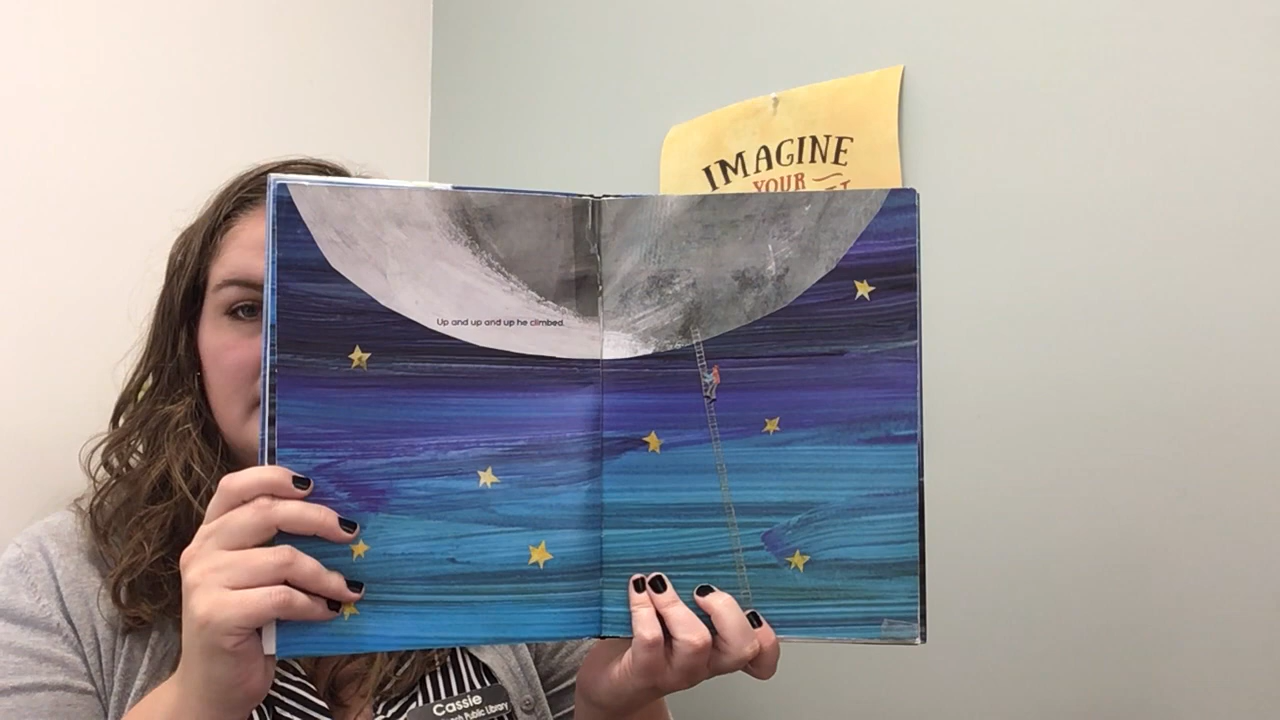 IMAGINE
YOUR
Up and up and up he climbed.
Cassie
Public Library